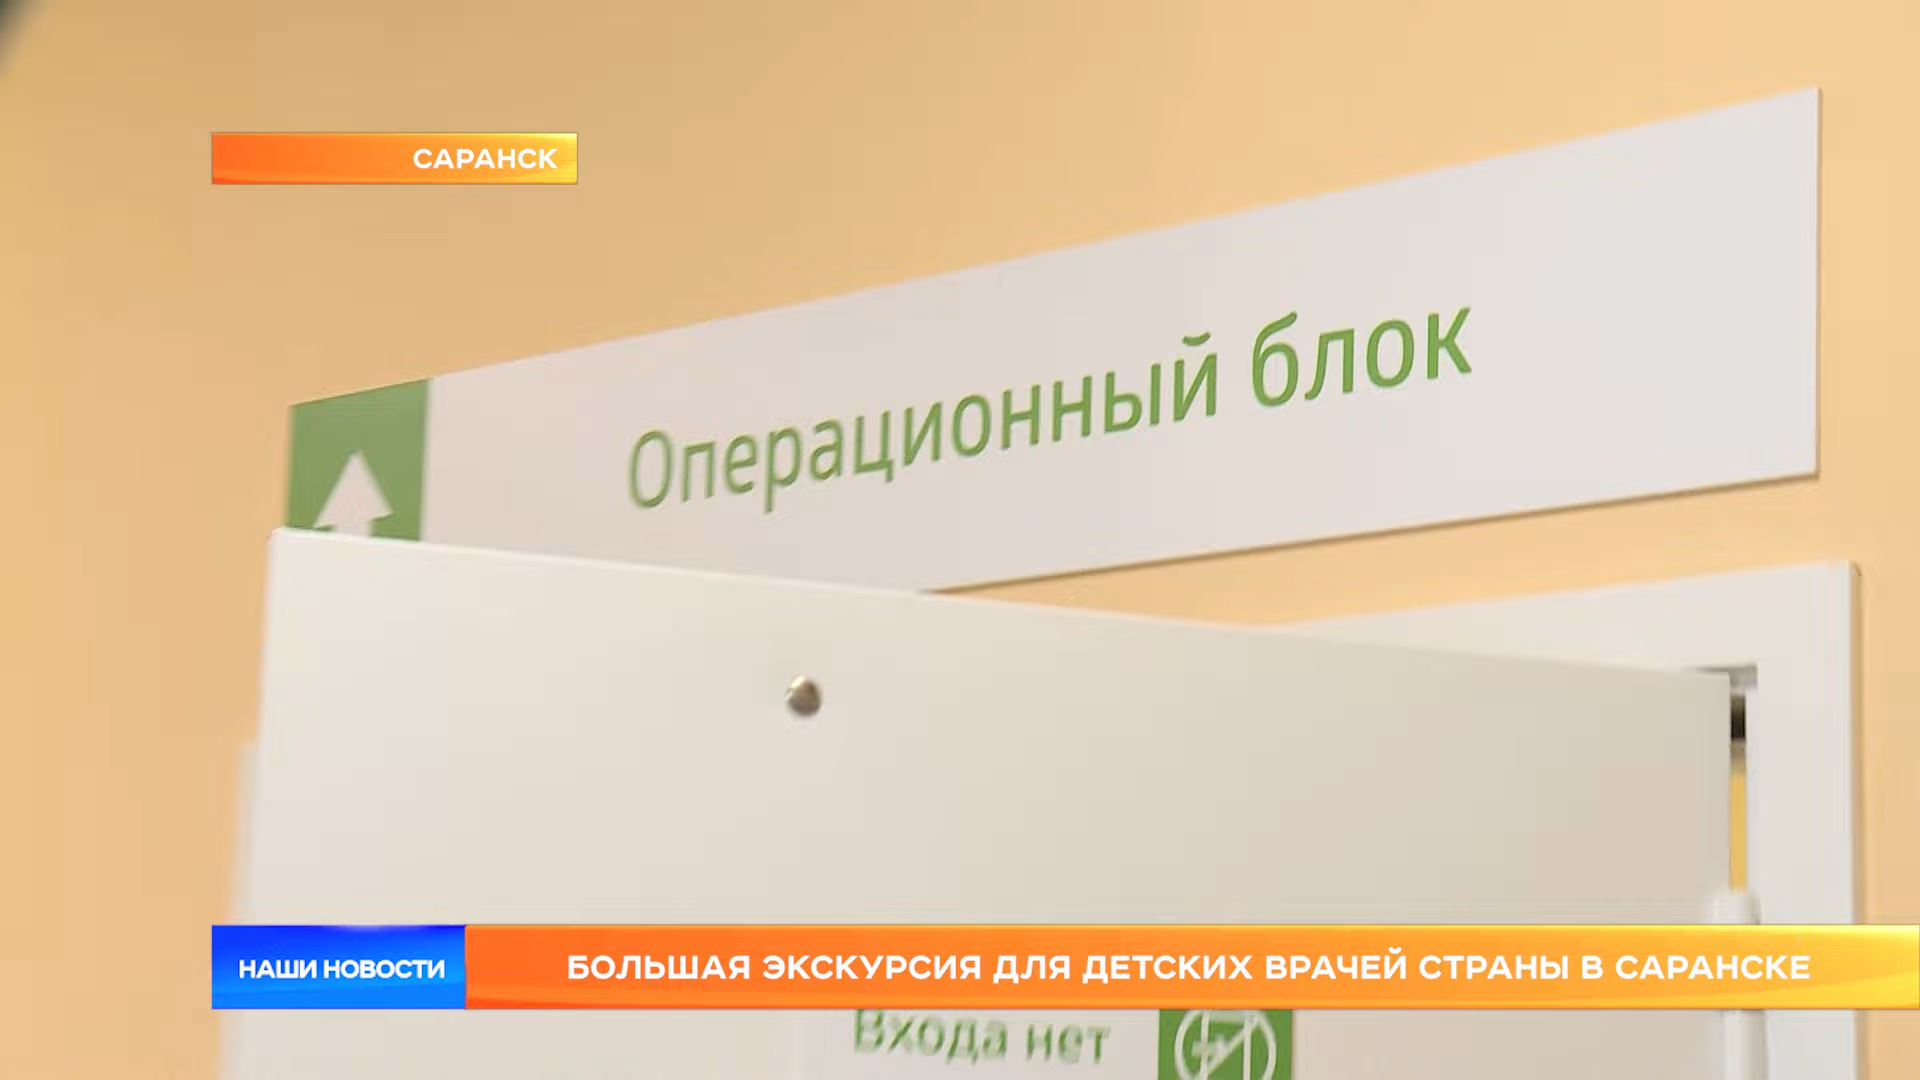 САРАНСК
Операционный блок
НАШИ НОВОСТИ
БОЛЬШАЯ ЭКСКУРСИЯ ДЛЯ ДЕТСКИХ ВРАЧЕЙ СТРАНЫ В САРАНСКЕ
Входа нет